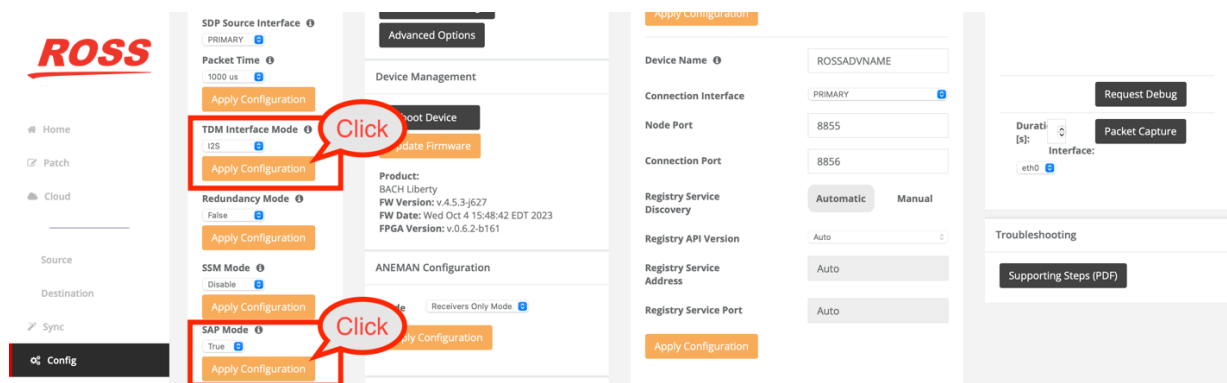 ROSS
Home
Patch
Cloud
Source
Destination
Sync
Config
SDP Source Interface
PRIMARY
Packet Time
1000 us
Apply Configuration
TDM Interface Mode
I2S
Apply Configuration
Click
Redundancy Mode
False
Apply Configuration
SSM Mode
Disable
Apply Configuration
SAP Mode
True
Apply Configuration
Click
Advanced Options
Device Management
oot Device
pdate Firmware
Product:
BACH Liberty
FW Version: v.4.5.3-j627
FW Date: Wed Oct 4 15:48:42 EDT 2023
FPGA Version: v.0.6.2-b161
ANEMAN Configuration
Receivers Only Mode
pply Configuration
Apply Configuration
Device Name
ROSSADVNAME
Connection Interface
PRIMARY
Node Port
8855
Connection Port
8856
Registry Service
Discovery
Automatic Manual
Registry API Version
Auto
Registry Service
Address
Auto
Registry Service Port
Auto
Apply Configuration
Request Debug
Durati
[s]:
Packet Capture
Interface:
eth0
Troubleshooting
Supporting Steps (PDF)